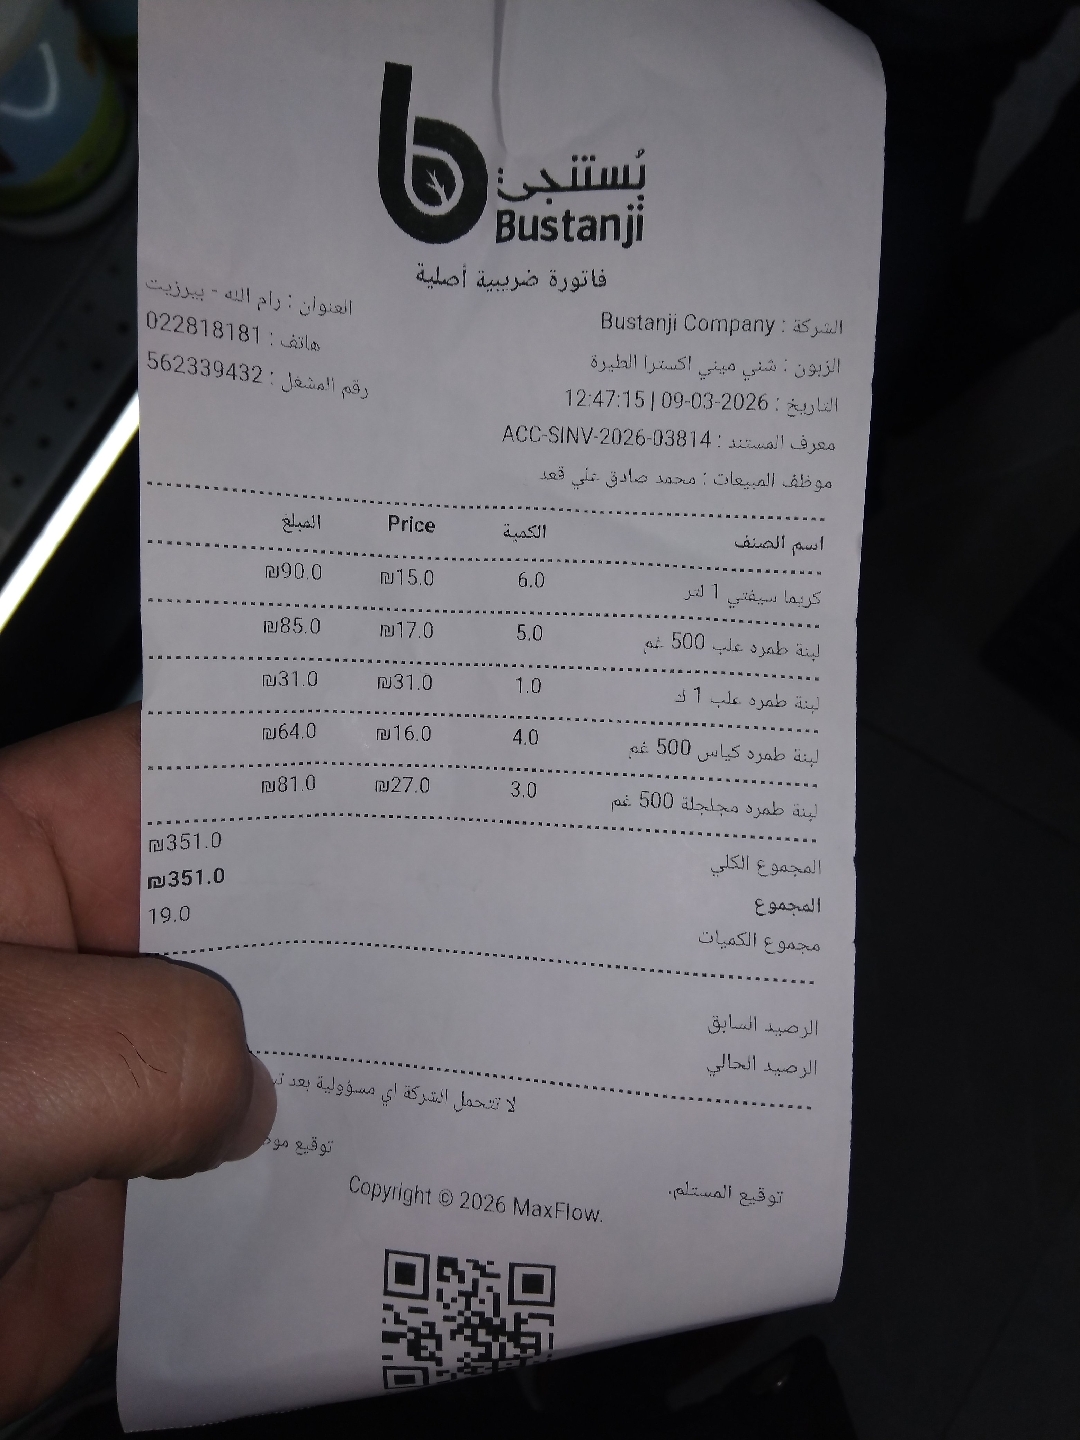 بُستنجي
Bustanji
فاتورة ضريبية أصلية
الشركة : Bustanji Company
العنوان : رام الله - بيرزيت
الزبون : شني ميني اكسترا الطيرة
هاتف : 022818181
التاريخ : 09-03-2026 | 12:47:15
رقم المشغل : 562339432
معرف المستند : ACC-SINV-2026-03814
موظف المبيعات : محمد صادق علي قعد
اسم الصنف الكمية Price المبلغ
كريما سيفتي 1 لتر 6.0 ₪15.0 ₪90.0
لبنة طمره علب 500 غم 5.0 ₪17.0 ₪85.0
لبنة طمره علب 1 ك 1.0 ₪31.0 ₪31.0
لبنة طمره كياس 500 غم 4.0 ₪16.0 ₪64.0
لبنة طمره مجلجلة 500 غم 3.0 ₪27.0 ₪81.0
المجموع الكلي ₪351.0
المجموع ₪351.0
مجموع الكميات 19.0
الرصيد السابق
الرصيد الحالي
لا تتحمل الشركة اي مسؤولية بعد
توقيع المستلم. توقيع
Copyright © 2026 MaxFlow.